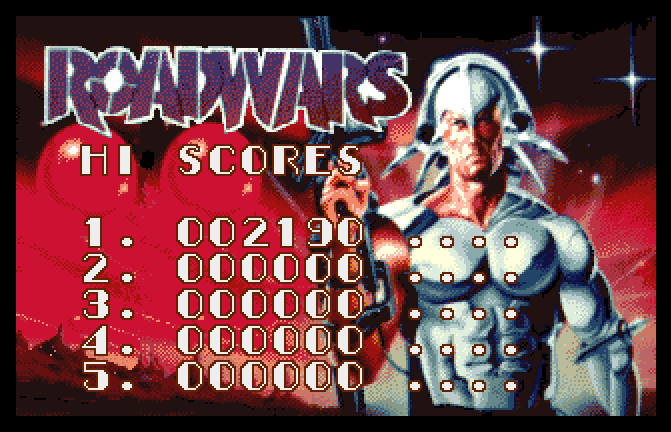 ROADWARS
HI SCORES
1. 002190 ....
2. 000000 ....
3. 000000 ....
4. 000000 ....
5. 000000 ....